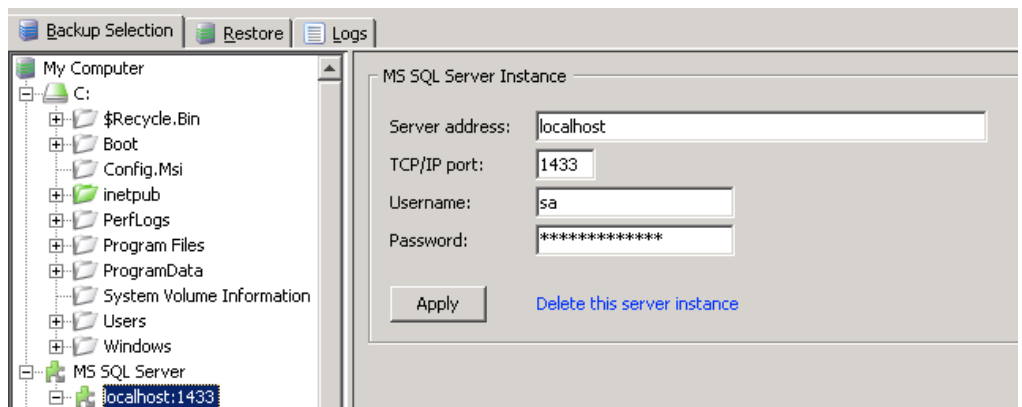 Backup Selection Restore Logs
My Computer
C:
$Recycle.Bin
Boot
Config.Msi
inetpub
PerfLogs
Program Files
ProgramData
System Volume Information
Users
Windows
MS SQL Server
localhost:1433
MS SQL Server Instance
Server address: localhost
TCP/IP port: 1433
Username: sa
Password: *************
Apply Delete this server instance